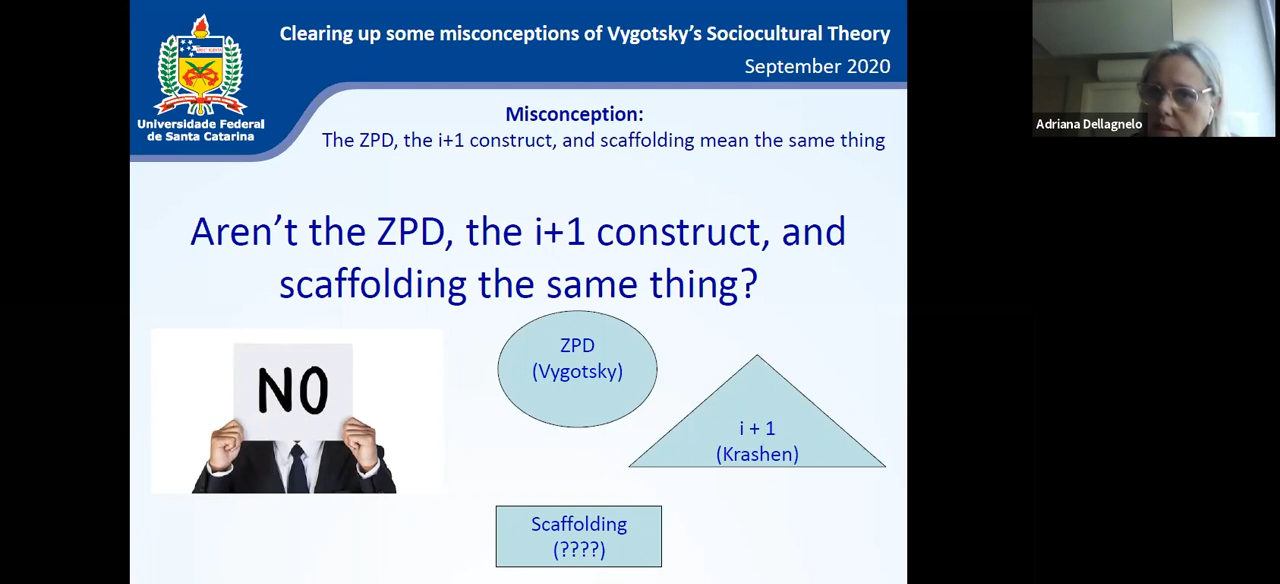 Clearing up some misconceptions of Vygotsky's Sociocultural Theory
September 2020
Universidade Federal
de Santa Catarina
Misconception:
The ZPD, the i+1 construct, and scaffolding mean the same thing
Aren't the ZPD, the i+1 construct, and
scaffolding the same thing?
NO
ZPD
(Vygotsky)
i + 1
(Krashen)
Scaffolding
(????)
Adriana Dellagnelo